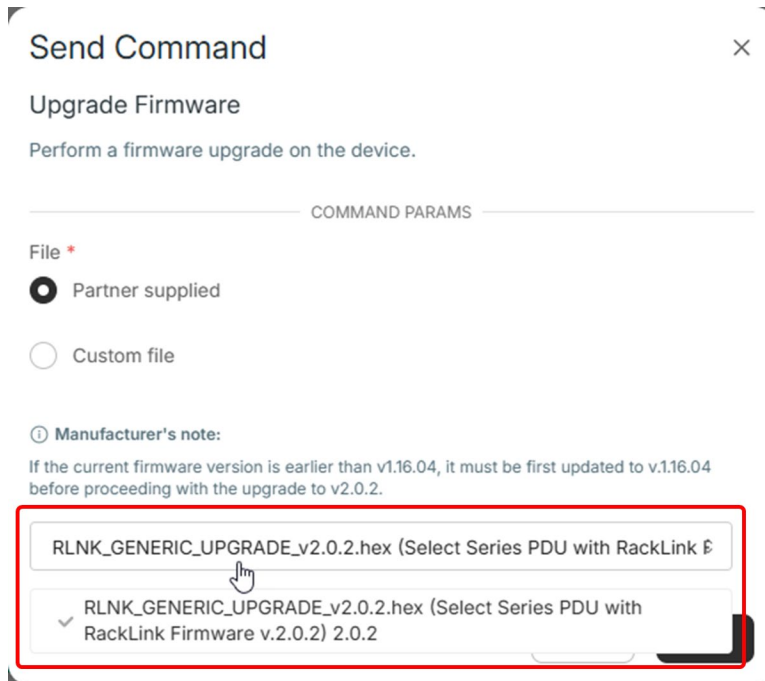 Send Command
Upgrade Firmware
Perform a firmware upgrade on the device.
COMMAND PARAMS
File *
Partner supplied
Custom file
Manufacturer's note:
If the current firmware version is earlier than v1.16.04, it must be first updated to v.1.16.04
before proceeding with the upgrade to v2.0.2.
RLNK_GENERIC_UPGRADE_v2.0.2.hex (Select Series PDU with RackLink
RLNK_GENERIC_UPGRADE_v2.0.2.hex (Select Series PDU with
RackLink Firmware v.2.0.2) 2.0.2